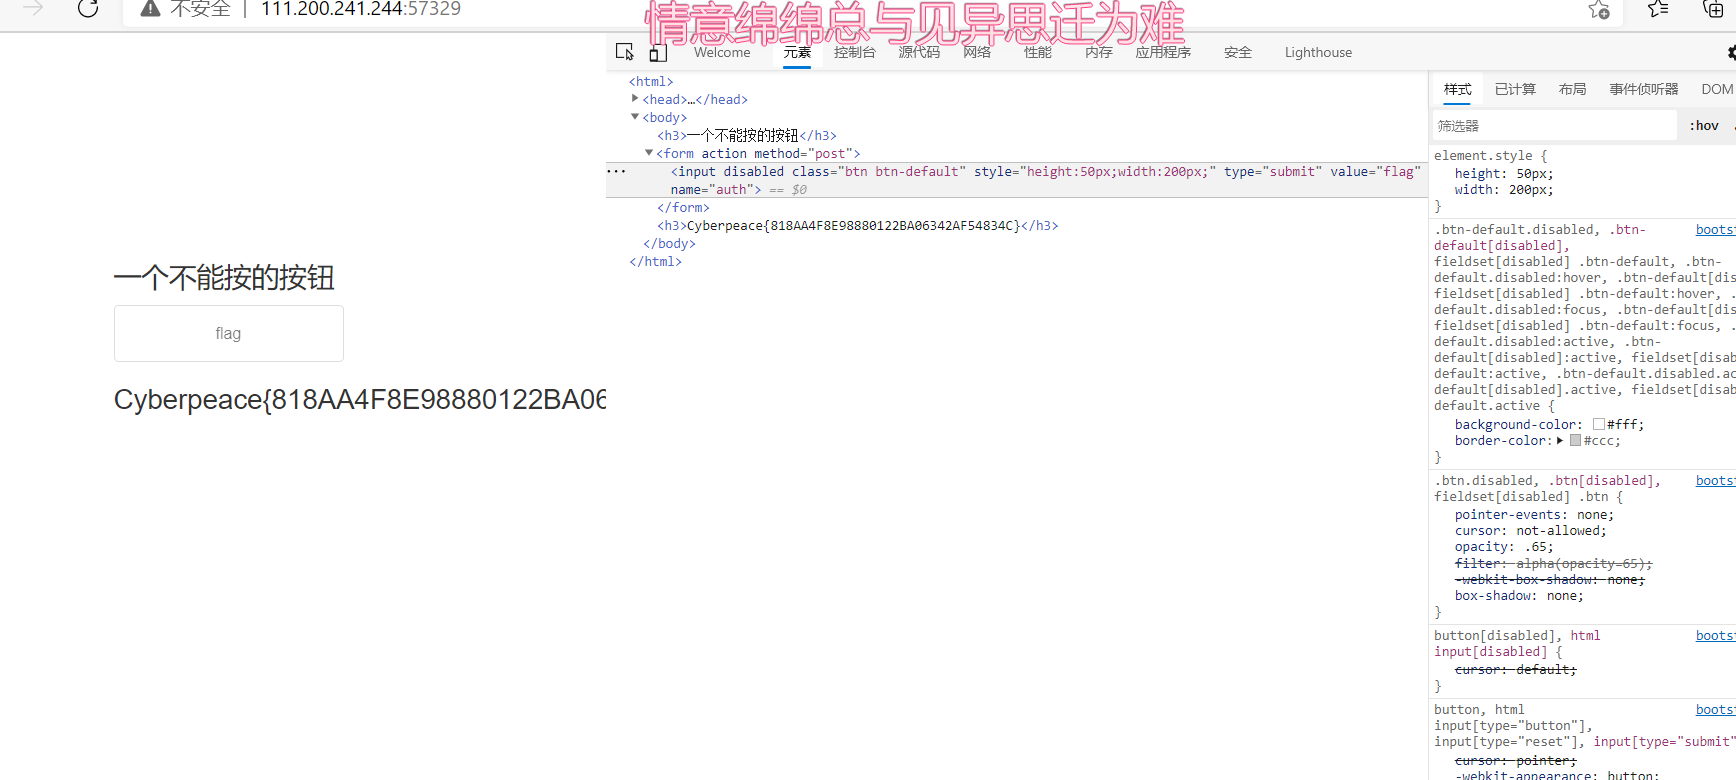 不安全 | 111.200.241.244:57329
情意绵绵总与见异思迁为难
Welcome 元素 控制台 源代码 网络 性能 内存 应用程序 安全 Lighthouse
一个不能按的按钮
flag
Cyberpeace{818AA4F8E98880122BA06
<html>
<head>…</head>
<body>
<h3>一个不能按的按钮</h3>
<form action method="post">
<input disabled class="btn btn-default" style="height:50px;width:200px;" type="submit" value="flag"
name="auth"> == $0
</form>
<h3>Cyberpeace{818AA4F8E98880122BA06342AF54834C}</h3>
</body>
</html>
样式 已计算 布局 事件侦听器 DOM
筛选器 :hov
element.style {
height: 50px;
width: 200px;
}
.btn-default.disabled, .btn- boots
default[disabled],
fieldset[disabled] .btn-default, .btn-
default.disabled:hover, .btn-default[dis
fieldset[disabled] .btn-default:hover, .
default.disabled:focus, .btn-default[dis
fieldset[disabled] .btn-default:focus, .
default.disabled:active, .btn-
default[disabled]:active, fieldset[disab
default:active, .btn-default.disabled.ac
default[disabled].active, fieldset[disab
default.active {
background-color: #fff;
border-color: #ccc;
}
.btn.disabled, .btn[disabled], boots
fieldset[disabled] .btn {
pointer-events: none;
cursor: not-allowed;
opacity: .65;
filter: alpha(opacity=65);
-webkit-box-shadow: none;
box-shadow: none;
}
button[disabled], html boots
input[disabled] {
cursor: default;
}
button, html boots
input[type="button"],
input[type="reset"], input[type="submit"
cursor: pointer;
-webkit-appearance: button;